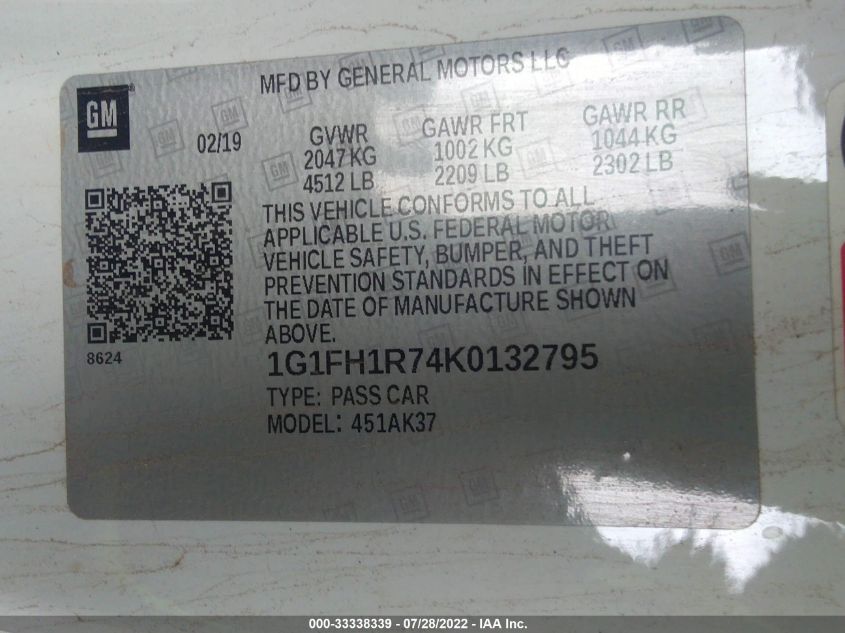 MFD BY GENERAL MOTORS LLC
GM
02/19
GVWR GAWR FRT GAWR RR
2047 KG 1002 KG 1044 KG
4512 LB 2209 LB 2302 LB
THIS VEHICLE CONFORMS TO ALL
APPLICABLE U.S. FEDERAL MOTOR
VEHICLE SAFETY, BUMPER, AND THEFT
PREVENTION STANDARDS IN EFFECT ON
THE DATE OF MANUFACTURE SHOWN
ABOVE.
8624
1G1FH1R74K0132795
TYPE: PASS CAR
MODEL: 451AK37
000-33338339 - 07/28/2022 - IAA Inc.